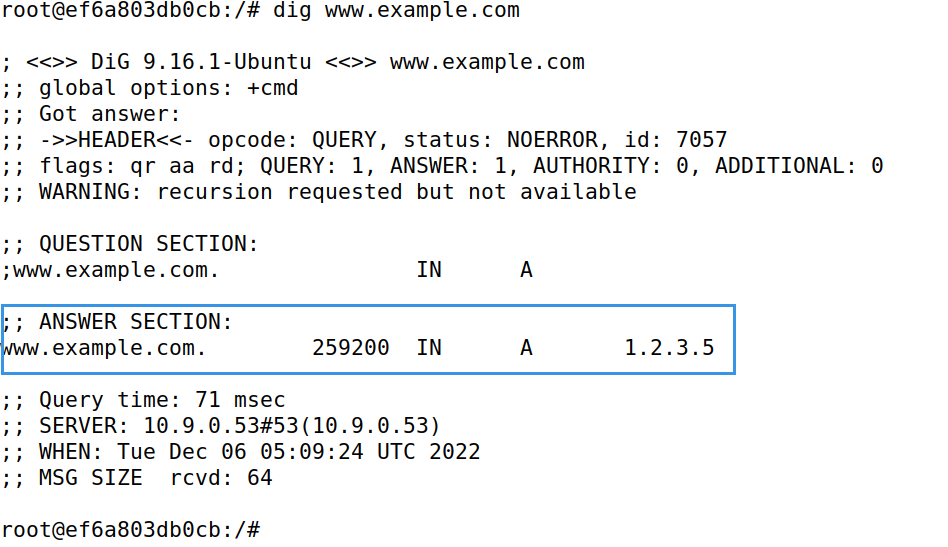 root@ef6a803db0cb:/# dig www.example.com
; <<>> DiG 9.16.1-Ubuntu <<>> www.example.com
;; global options: +cmd
;; Got answer:
;; ->>HEADER<<- opcode: QUERY, status: NOERROR, id: 7057
;; flags: qr aa rd; QUERY: 1, ANSWER: 1, AUTHORITY: 0, ADDITIONAL: 0
;; WARNING: recursion requested but not available
;; QUESTION SECTION:
;www.example.com. IN A
;; ANSWER SECTION:
www.example.com. 259200 IN A 1.2.3.5
;; Query time: 71 msec
;; SERVER: 10.9.0.53#53(10.9.0.53)
;; WHEN: Tue Dec 06 05:09:24 UTC 2022
;; MSG SIZE rcvd: 64
root@ef6a803db0cb:/#